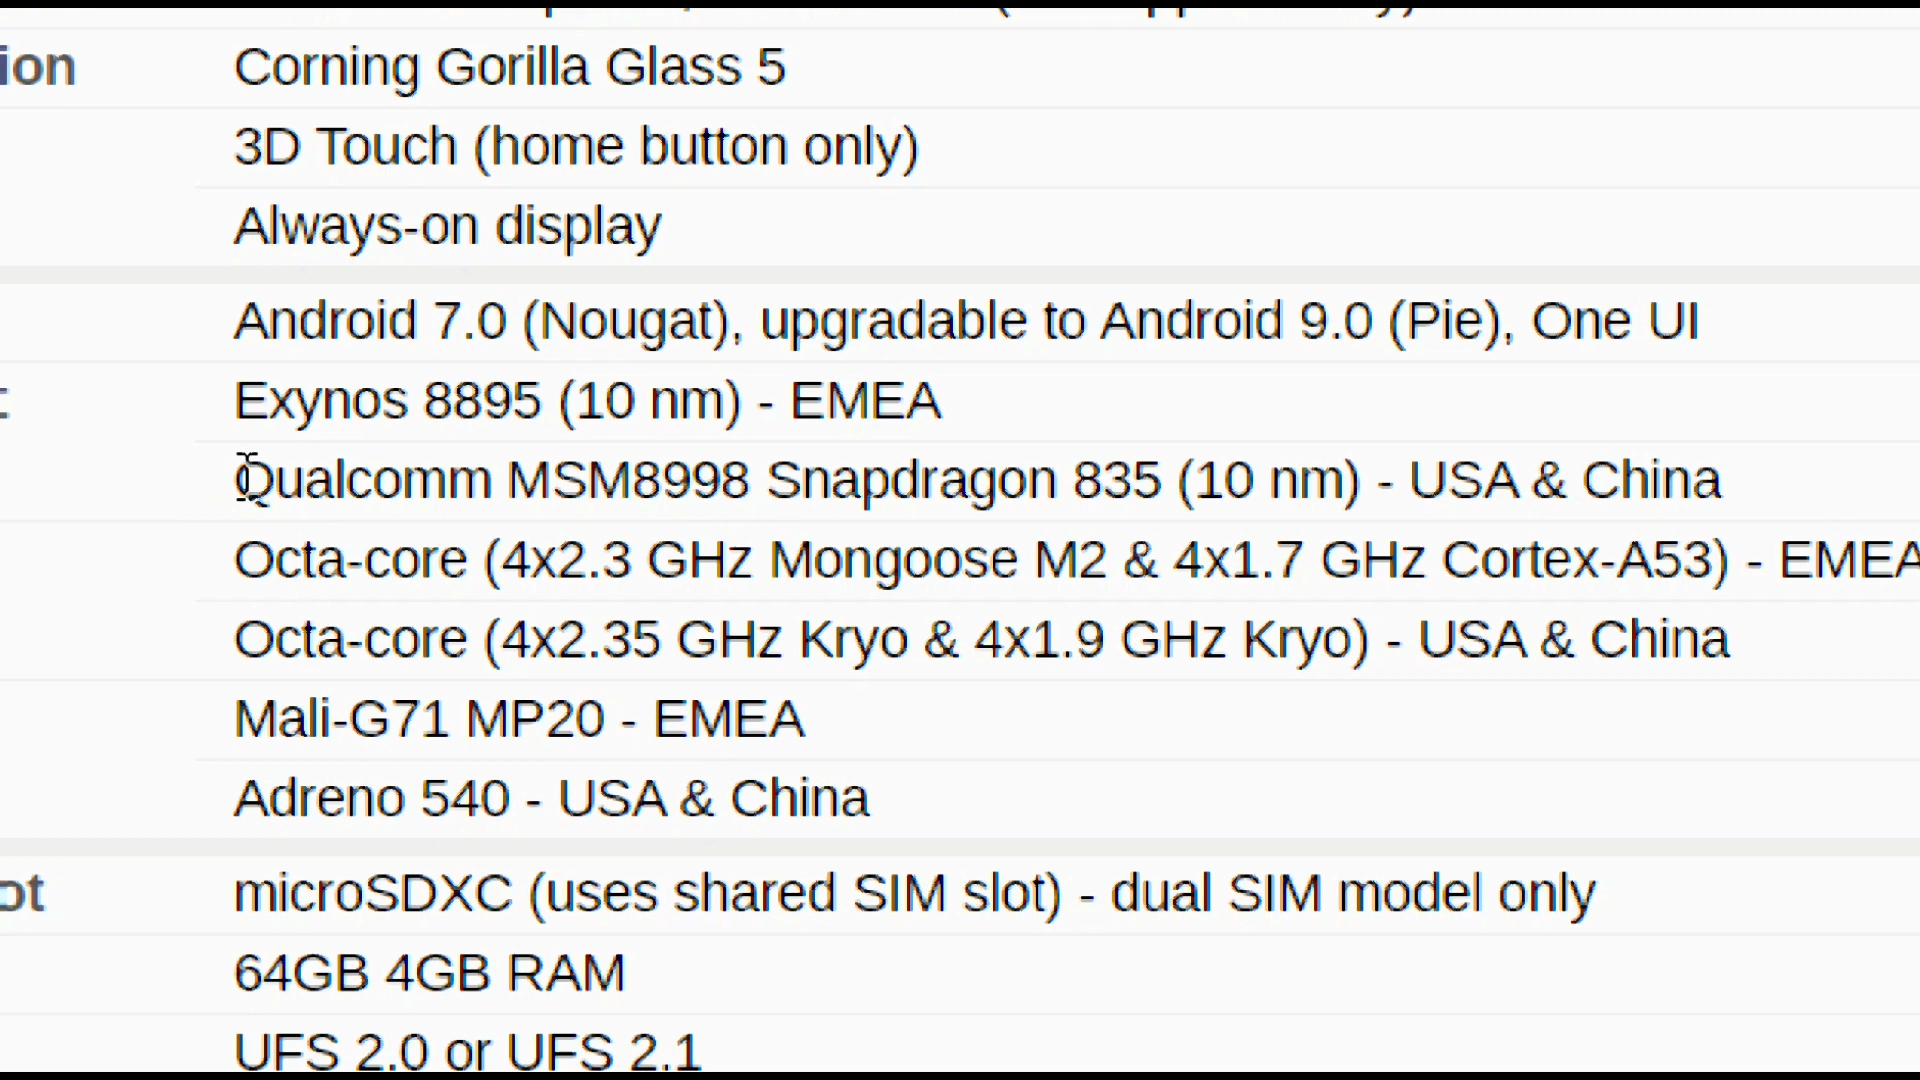 ion Corning Gorilla Glass 5
3D Touch (home button only)
Always-on display
Android 7.0 (Nougat), upgradable to Android 9.0 (Pie), One UI
Exynos 8895 (10 nm) - EMEA
Qualcomm MSM8998 Snapdragon 835 (10 nm) - USA & China
Octa-core (4x2.3 GHz Mongoose M2 & 4x1.7 GHz Cortex-A53) - EMEA
Octa-core (4x2.35 GHz Kryo & 4x1.9 GHz Kryo) - USA & China
Mali-G71 MP20 - EMEA
Adreno 540 - USA & China
ot microSDXC (uses shared SIM slot) - dual SIM model only
64GB 4GB RAM
UFS 2.0 or UFS 2.1